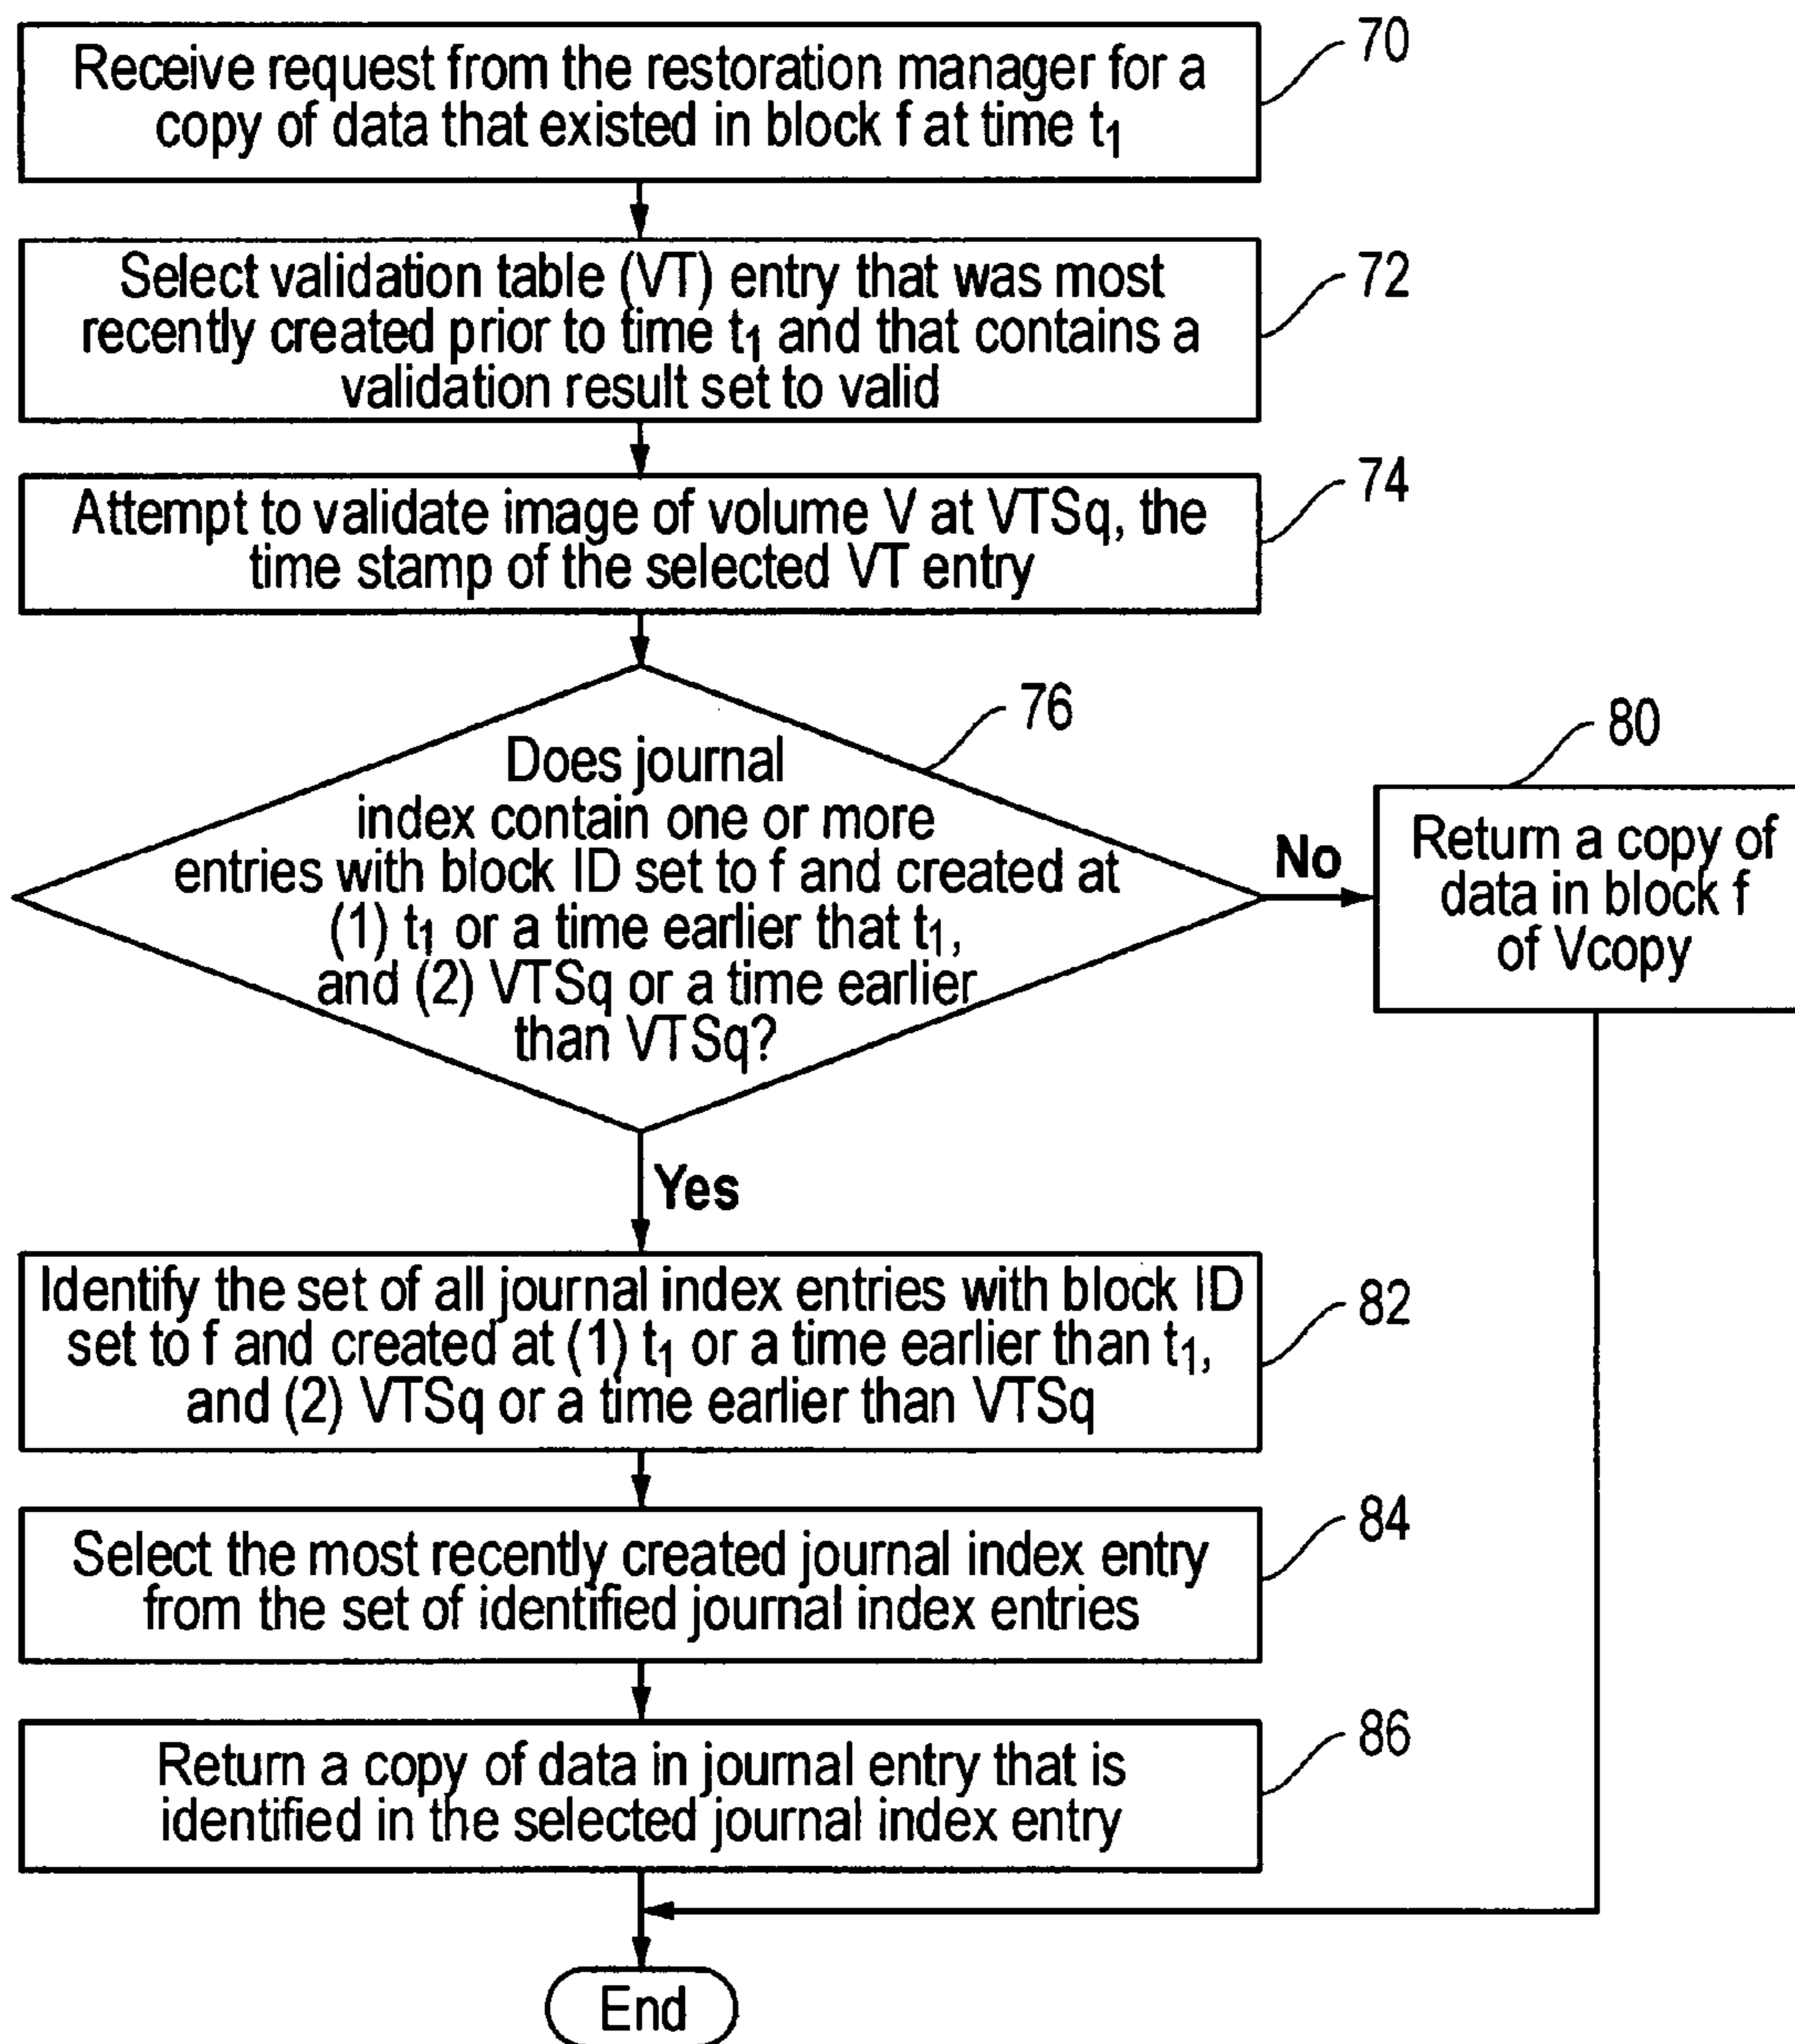 70
Receive request from the restoration manager for a
copy of data that existed in block f at time t1
72
Select validation table (VT) entry that was most
recently created prior to time t1 and that contains a
validation result set to valid
74
Attempt to validate image of volume V at VTSq, the
time stamp of the selected VT entry
76
Does journal
index contain one or more
entries with block ID set to f and created at
(1) t1 or a time earlier that t1,
and (2) VTSq or a time earlier
than VTSq?
No
80
Return a copy of
data in block f
of Vcopy
Yes
82
Identify the set of all journal index entries with block ID
set to f and created at (1) t1 or a time earlier than t1,
and (2) VTSq or a time earlier than VTSq
84
Select the most recently created journal index entry
from the set of identified journal index entries
86
Return a copy of data in journal entry that is
identified in the selected journal index entry
End